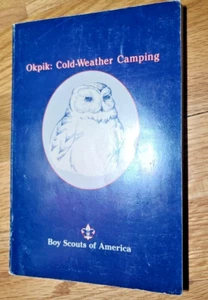 Okpik: Cold-Weather Camping
Boy Scouts of America